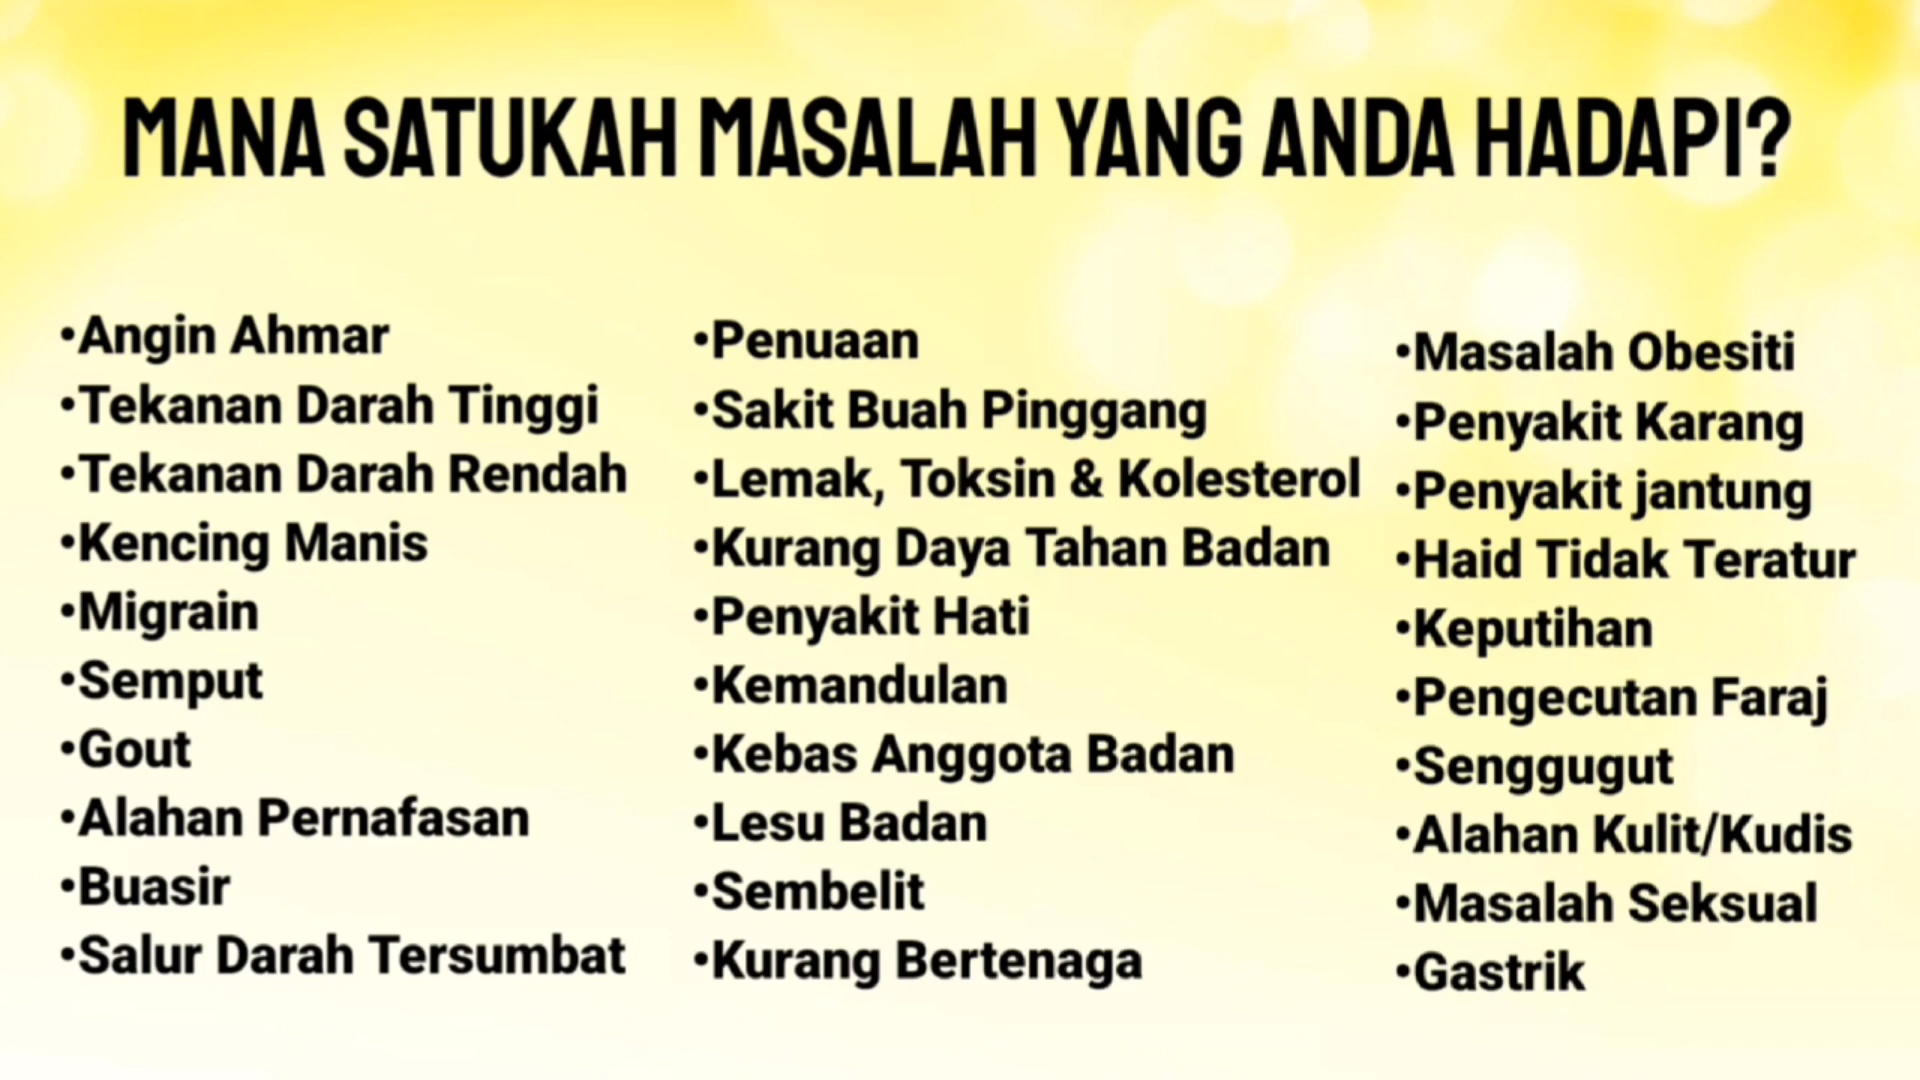 MANA SATUKAH MASALAH YANG ANDA HADAPI?
•Angin Ahmar
•Tekanan Darah Tinggi
•Tekanan Darah Rendah
•Kencing Manis
•Migrain
•Semput
•Gout
•Alahan Pernafasan
•Buasir
•Salur Darah Tersumbat
•Penuaan
•Sakit Buah Pinggang
•Lemak, Toksin & Kolesterol
•Kurang Daya Tahan Badan
•Penyakit Hati
•Kemandulan
•Kebas Anggota Badan
•Lesu Badan
•Sembelit
•Kurang Bertenaga
•Masalah Obesiti
•Penyakit Karang
•Penyakit jantung
•Haid Tidak Teratur
•Keputihan
•Pengecutan Faraj
•Senggugut
•Alahan Kulit/Kudis
•Masalah Seksual
•Gastrik